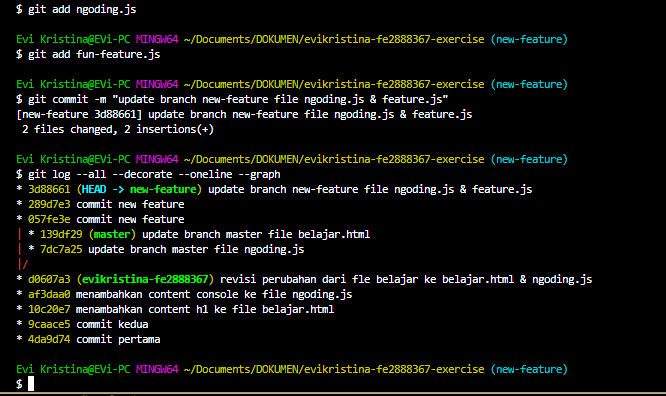 $ git add ngoding.js
Evi Kristina@EVi-PC MINGW64 ~/Documents/DOKUMEN/evikristina-fe2888367-exercise (new-feature)
$ git add fun-feature.js
Evi Kristina@EVi-PC MINGW64 ~/Documents/DOKUMEN/evikristina-fe2888367-exercise (new-feature)
$ git commit -m "update branch new-feature file ngoding.js & feature.js"
[new-feature 3d88661] update branch new-feature file ngoding.js & feature.js
 2 files changed, 2 insertions(+)
Evi Kristina@EVi-PC MINGW64 ~/Documents/DOKUMEN/evikristina-fe2888367-exercise (new-feature)
$ git log --all --decorate --oneline --graph
* 3d88661 (HEAD -> new-feature) update branch new-feature file ngoding.js & feature.js
* 289d7e3 commit new feature
* 057fe3e commit new feature
| * 139df29 (master) update branch master file belajar.html
| * 7dc7a25 update branch master file ngoding.js
|/
* d0607a3 (evikristina-fe2888367) revisi perubahan dari fle belajar ke belajar.html & ngoding.js
* af3daa0 menambahkan content console ke file ngoding.js
* 10c20e7 menambahkan content h1 ke file belajar.html
* 9caace5 commit kedua
* 4da9d74 commit pertama
Evi Kristina@EVi-PC MINGW64 ~/Documents/DOKUMEN/evikristina-fe2888367-exercise (new-feature)
$